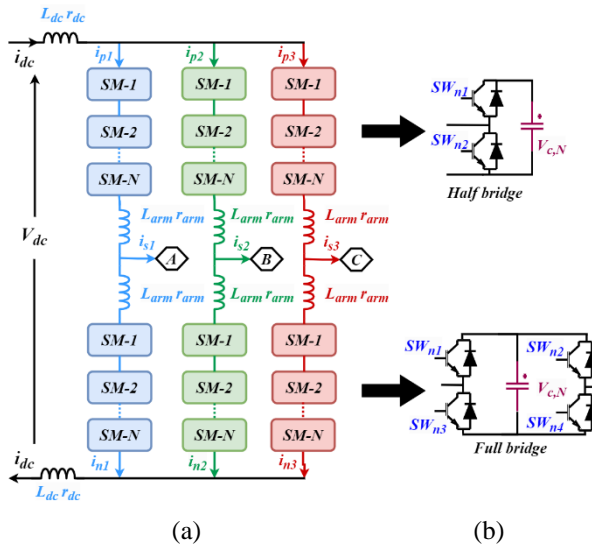 L_dc r_dc
i_dc
i_p1 i_p2 i_p3
SM-1 SM-1 SM-1
SM-2 SM-2 SM-2
SM-N SM-N SM-N
L_arm r_arm L_arm r_arm L_arm r_arm
i_s1 i_s2 i_s3
A B C
V_dc
L_arm r_arm L_arm r_arm L_arm r_arm
SM-1 SM-1 SM-1
SM-2 SM-2 SM-2
SM-N SM-N SM-N
i_n1 i_n2 i_n3
i_dc
L_dc r_dc
(a)
SW_n1
SW_n2
V_c,N
Half bridge
SW_n1 SW_n2
V_c,N
SW_n3 SW_n4
Full bridge
(b)